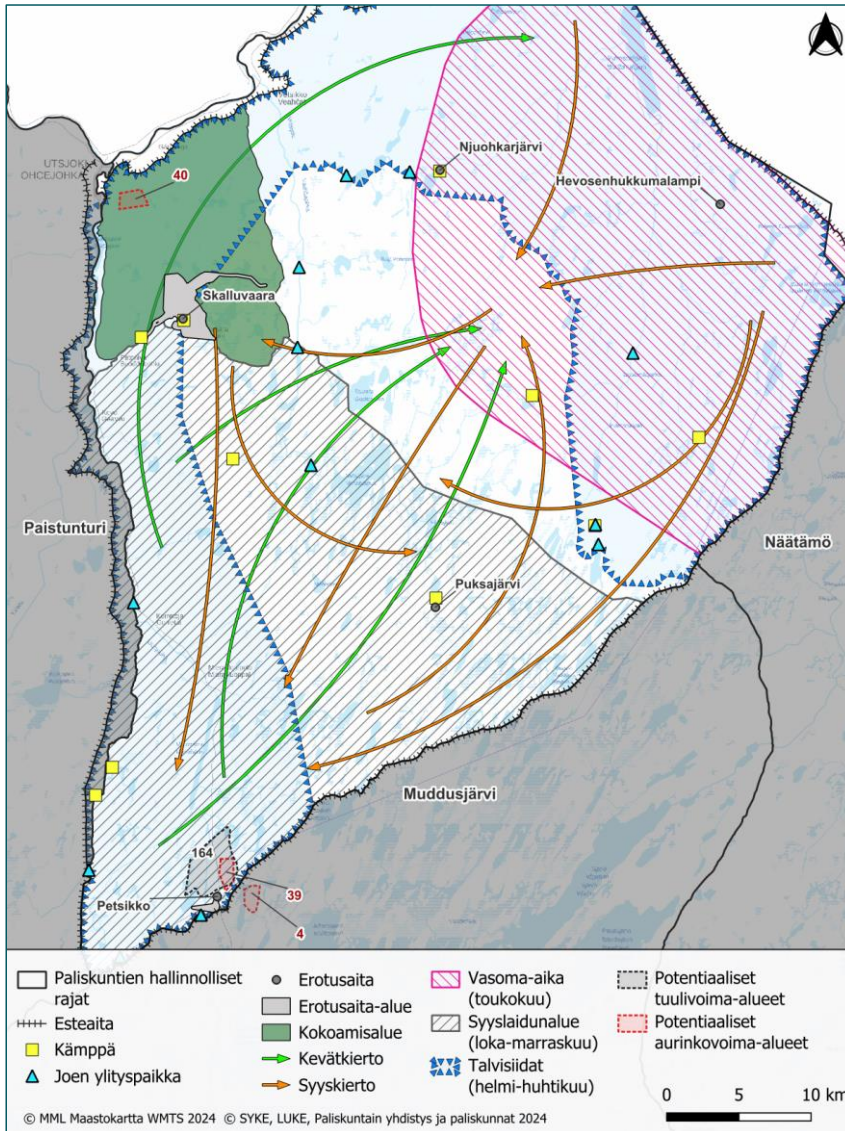 UTSJOKI
OHCEJOHKA
40
Njuohkarjärvi
Hevosenhukkumalampi
Skalluvaara
Paistunturi
Näätämö
Puksajärvi
Muddusjärvi
164
39
Petsikko
4
Paliskuntien hallinnolliset
rajat
Esteaita
Kämppä
Joen ylityspaikka
Erotusaita
Erotusaita-alue
Kokoamisalue
Kevätkierto
Syyskierto
Vasoma-aika
(toukokuu)
Syyslaidunalue
(loka-marraskuu)
Talvisiidat
(helmi-huhtikuu)
Potentiaaliset
tuulivoima-alueet
Potentiaaliset
aurinkovoima-alueet
0 5 10 km
© MML Maastokartta WMTS 2024 © SYKE, LUKE, Paliskuntain yhdistys ja paliskunnat 2024